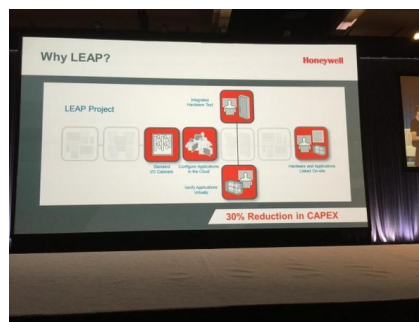 Why LEAP?
Honeywell
LEAP Project
Integrated
Hardware Test
Standard
I/O Cabinets
Configure Applications
in the Cloud
Hardware and Applications
Linked On-site
Verify Applications
Virtually
30% Reduction in CAPEX